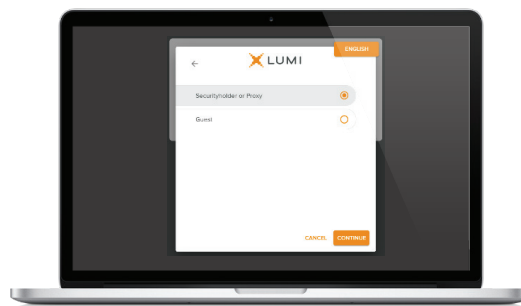 ENGLISH
LUMI
Securityholder or Proxy
Guest
CANCEL CONTINUE